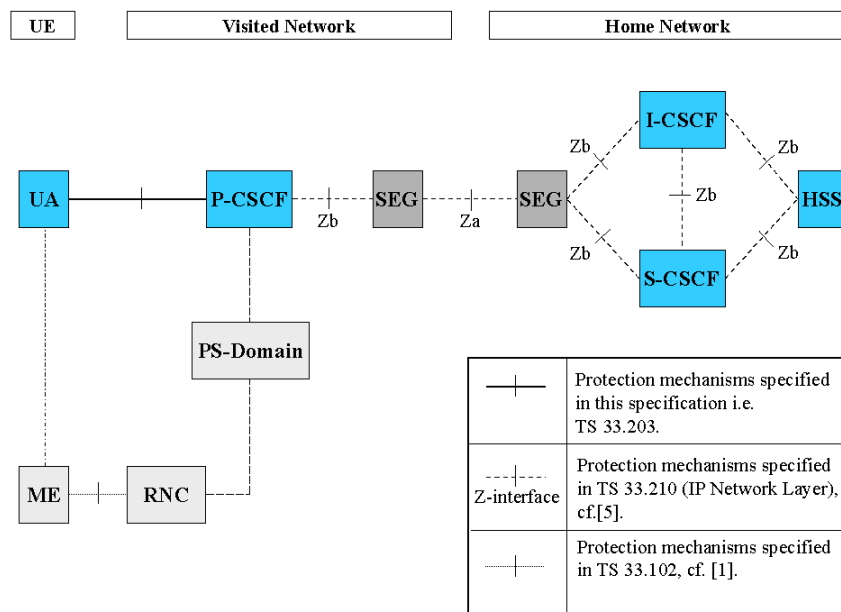 UE
Visited Network
Home Network
I-CSCF
Zb
Zb
UA
P-CSCF
SEG
SEG
Zb
HSS
Zb
Za
Zb
Zb
S-CSCF
PS-Domain
Protection mechanisms specified
in this specification i.e.
TS 33.203.
ME
RNC
Z-interface
Protection mechanisms specified
in TS 33.210 (IP Network Layer),
cf.[5].
Protection mechanisms specified
in TS 33.102, cf. [1].